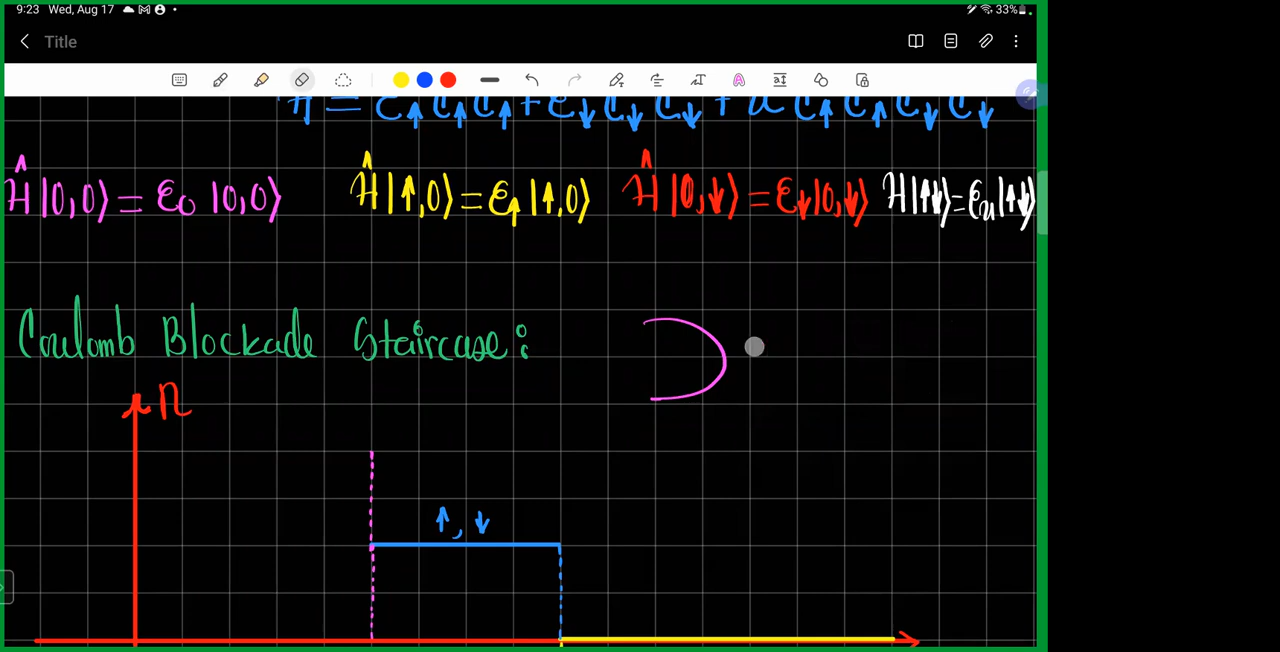 9:23 Wed, Aug 17 33%
Title
Ĥ|0,0⟩ = ε₀ |0,0⟩ Ĥ|↑,0⟩ = ε↑|↑,0⟩ Ĥ|0,↓⟩ = ε↓|0,↓⟩ H|↑↓⟩ = εᵤ|↑↓⟩
Coulomb Blockade Staircase:
n
↑, ↓